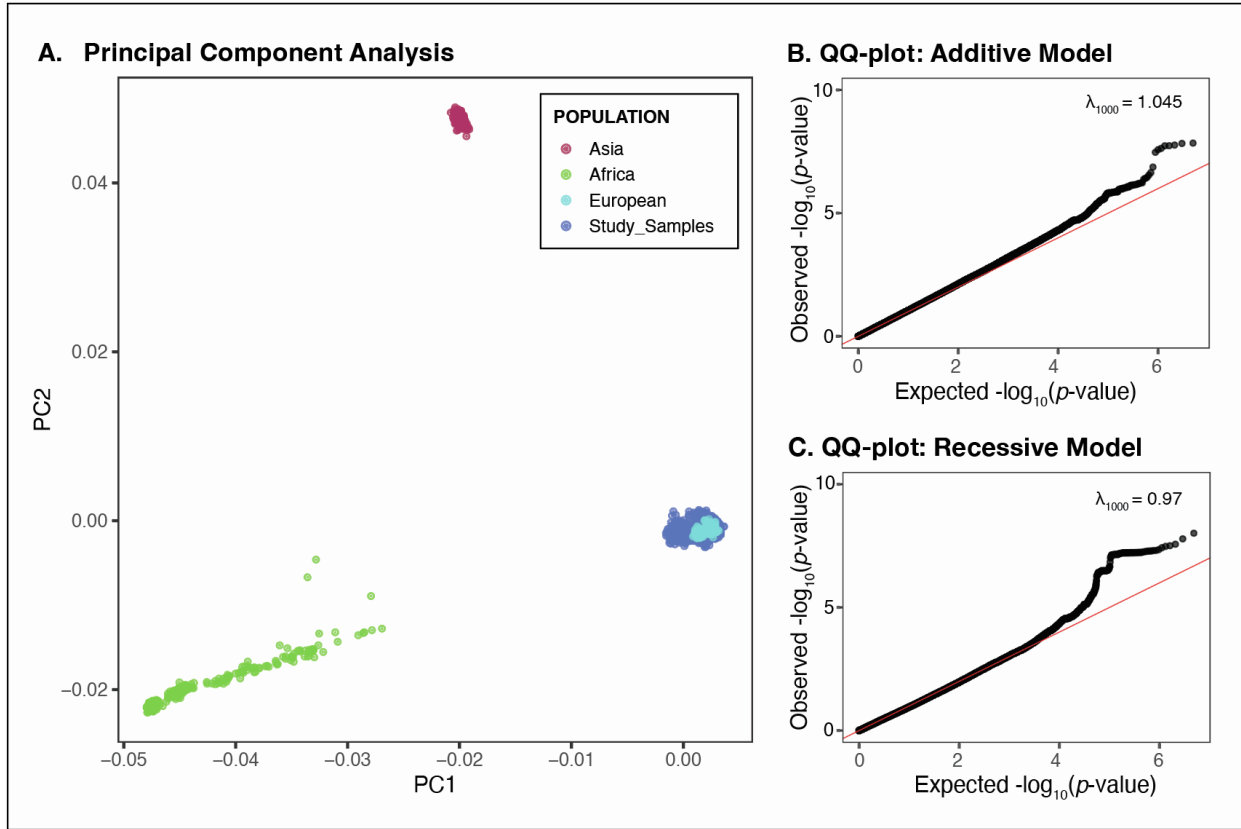 A. Principal Component Analysis
POPULATION
Asia
Africa
European
Study_Samples
0.04
0.02
0.00
−0.02
PC2
−0.05
−0.04
−0.03
−0.02
−0.01
0.00
PC1
B. QQ-plot: Additive Model
λ1000 = 1.045
10
5
0
Observed -log10(p-value)
0
2
4
6
Expected -log10(p-value)
C. QQ-plot: Recessive Model
λ1000 = 0.97
10
5
0
Observed -log10(p-value)
0
2
4
6
Expected -log10(p-value)